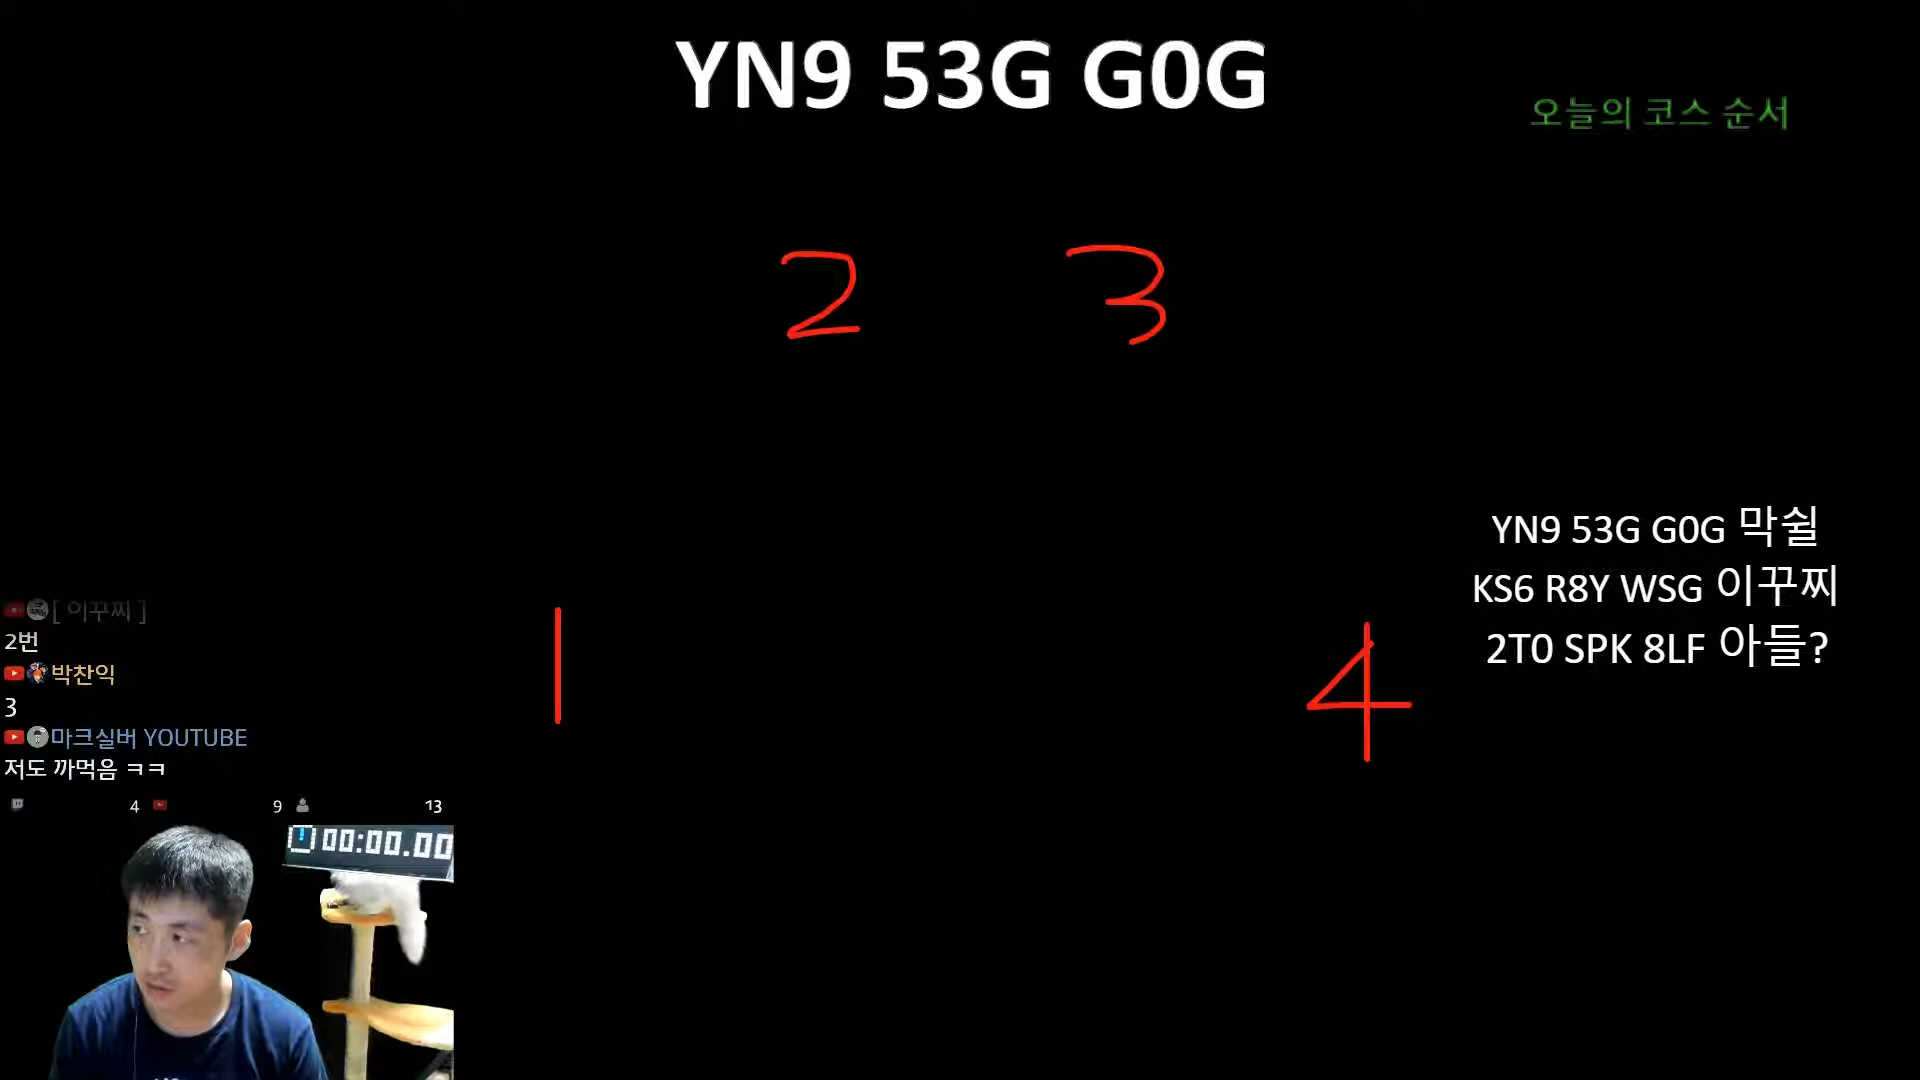 YN9 53G G0G
오늘의 코스 순서
2 3
YN9 53G G0G 막쉴
KS6 R8Y WSG 이꾸찌
2T0 SPK 8LF 아들?
1 4
[ 이꾸찌 ]
2번
박찬익
3
마크실버 YOUTUBE
저도 까먹음 ㅋㅋ
4 9 13
00:00.00